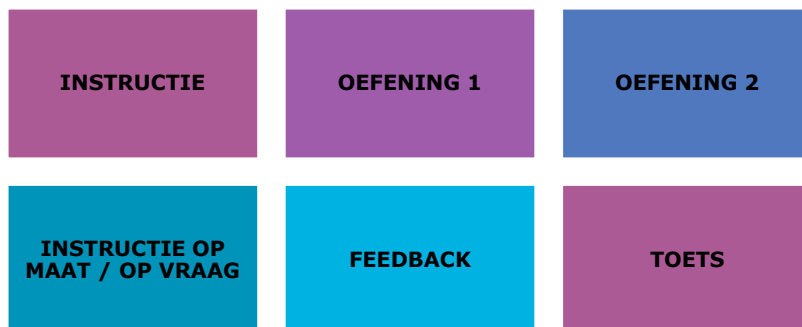 INSTRUCTIE
OEFENING 1
OEFENING 2
INSTRUCTIE OP
MAAT / OP VRAAG
FEEDBACK
TOETS